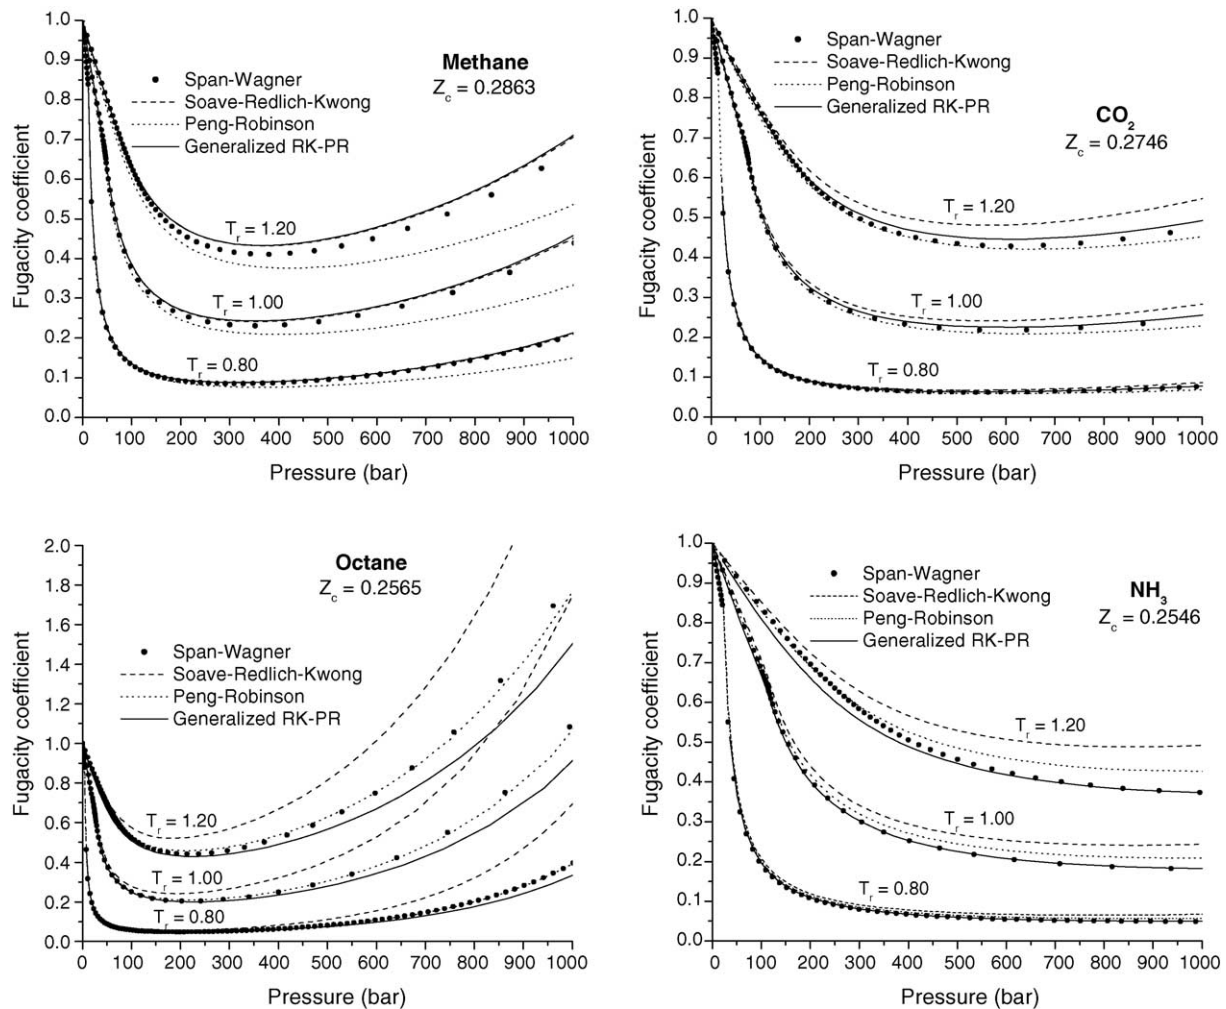 Methane
Z_c = 0.2863
Span-Wagner
Soave-Redlich-Kwong
Peng-Robinson
Generalized RK-PR
T_r = 1.20
T_r = 1.00
T_r = 0.80
Fugacity coefficient
1.0
0.9
0.8
0.7
0.6
0.5
0.4
0.3
0.2
0.1
0.0
0 100 200 300 400 500 600 700 800 900 1000
Pressure (bar)
Span-Wagner
Soave-Redlich-Kwong
Peng-Robinson
Generalized RK-PR
CO_2
Z_c = 0.2746
T_r = 1.20
T_r = 1.00
T_r = 0.80
Fugacity coefficient
1.0
0.9
0.8
0.7
0.6
0.5
0.4
0.3
0.2
0.1
0.0
0 100 200 300 400 500 600 700 800 900 1000
Pressure (bar)
Octane
Z_c = 0.2565
Span-Wagner
Soave-Redlich-Kwong
Peng-Robinson
Generalized RK-PR
T_r = 1.20
T_r = 1.00
T_r = 0.80
Fugacity coefficient
2.0
1.8
1.6
1.4
1.2
1.0
0.8
0.6
0.4
0.2
0.0
0 100 200 300 400 500 600 700 800 900 1000
Pressure (bar)
Span-Wagner
Soave-Redlich-Kwong
Peng-Robinson
Generalized RK-PR
NH_3
Z_c = 0.2546
T_r = 1.20
T_r = 1.00
T_r = 0.80
Fugacity coefficient
1.0
0.9
0.8
0.7
0.6
0.5
0.4
0.3
0.2
0.1
0.0
0 100 200 300 400 500 600 700 800 900 1000
Pressure (bar)